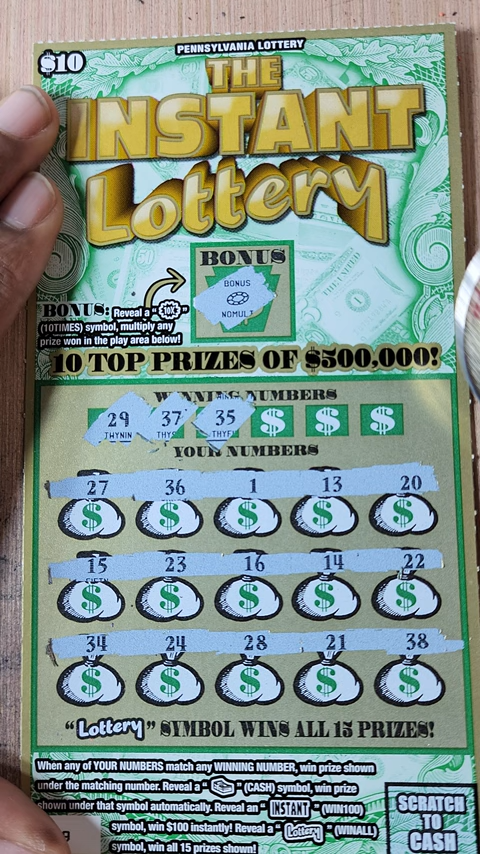 PENNSYLVANIA LOTTERY
$10
THE
INSTANT
Lottery
BONUS
BONUS
NOMULT
BONUS: Reveal a "10X"
(10TIMES) symbol, multiply any
prize won in the play area below!
10 TOP PRIZES OF $500,000!
WINNING NUMBERS
29 37 35 $ $ $
THYNIN THYS THYFI
YOUR NUMBERS
27 36 1 13 20
$ $ $ $ $
15 23 16 14 22
$ $ $ $ $
34 24 28 21 38
$ $ $ $ $
"Lottery" SYMBOL WINS ALL 15 PRIZES!
When any of YOUR NUMBERS match any WINNING NUMBER, win prize shown
under the matching number. Reveal a " " (CASH) symbol, win prize
shown under that symbol automatically. Reveal an "INSTANT" (WIN100)
symbol, win $100 instantly! Reveal a "Lottery" (WINALL)
symbol, win all 15 prizes shown!
SCRATCH
TO
CASH